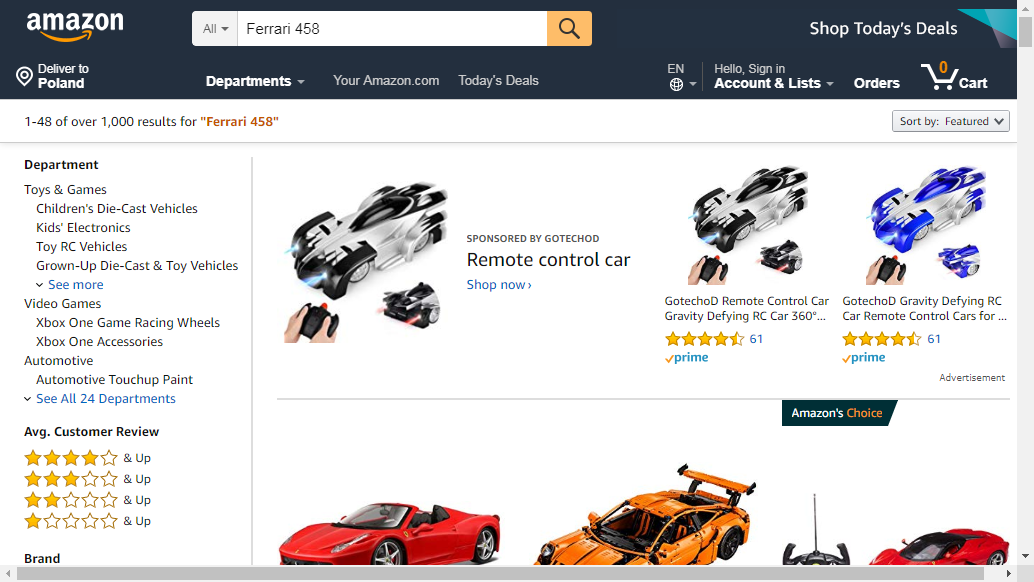 amazon
All
Ferrari 458
Shop Today's Deals
Deliver to
Poland
Departments
Your Amazon.com
Today's Deals
EN
Hello, Sign in
Account & Lists
Orders
0
Cart
1-48 of over 1,000 results for "Ferrari 458"
Sort by: Featured
Department
Toys & Games
Children's Die-Cast Vehicles
Kids' Electronics
Toy RC Vehicles
Grown-Up Die-Cast & Toy Vehicles
See more
Video Games
Xbox One Game Racing Wheels
Xbox One Accessories
Automotive
Automotive Touchup Paint
See All 24 Departments
Avg. Customer Review
& Up
& Up
& Up
& Up
Brand
SPONSORED BY GOTECHOD
Remote control car
Shop now ›
GotechoD Remote Control Car
Gravity Defying RC Car 360°...
61
prime
GotechoD Gravity Defying RC
Car Remote Control Cars for ...
61
prime
Advertisement
Amazon's Choice